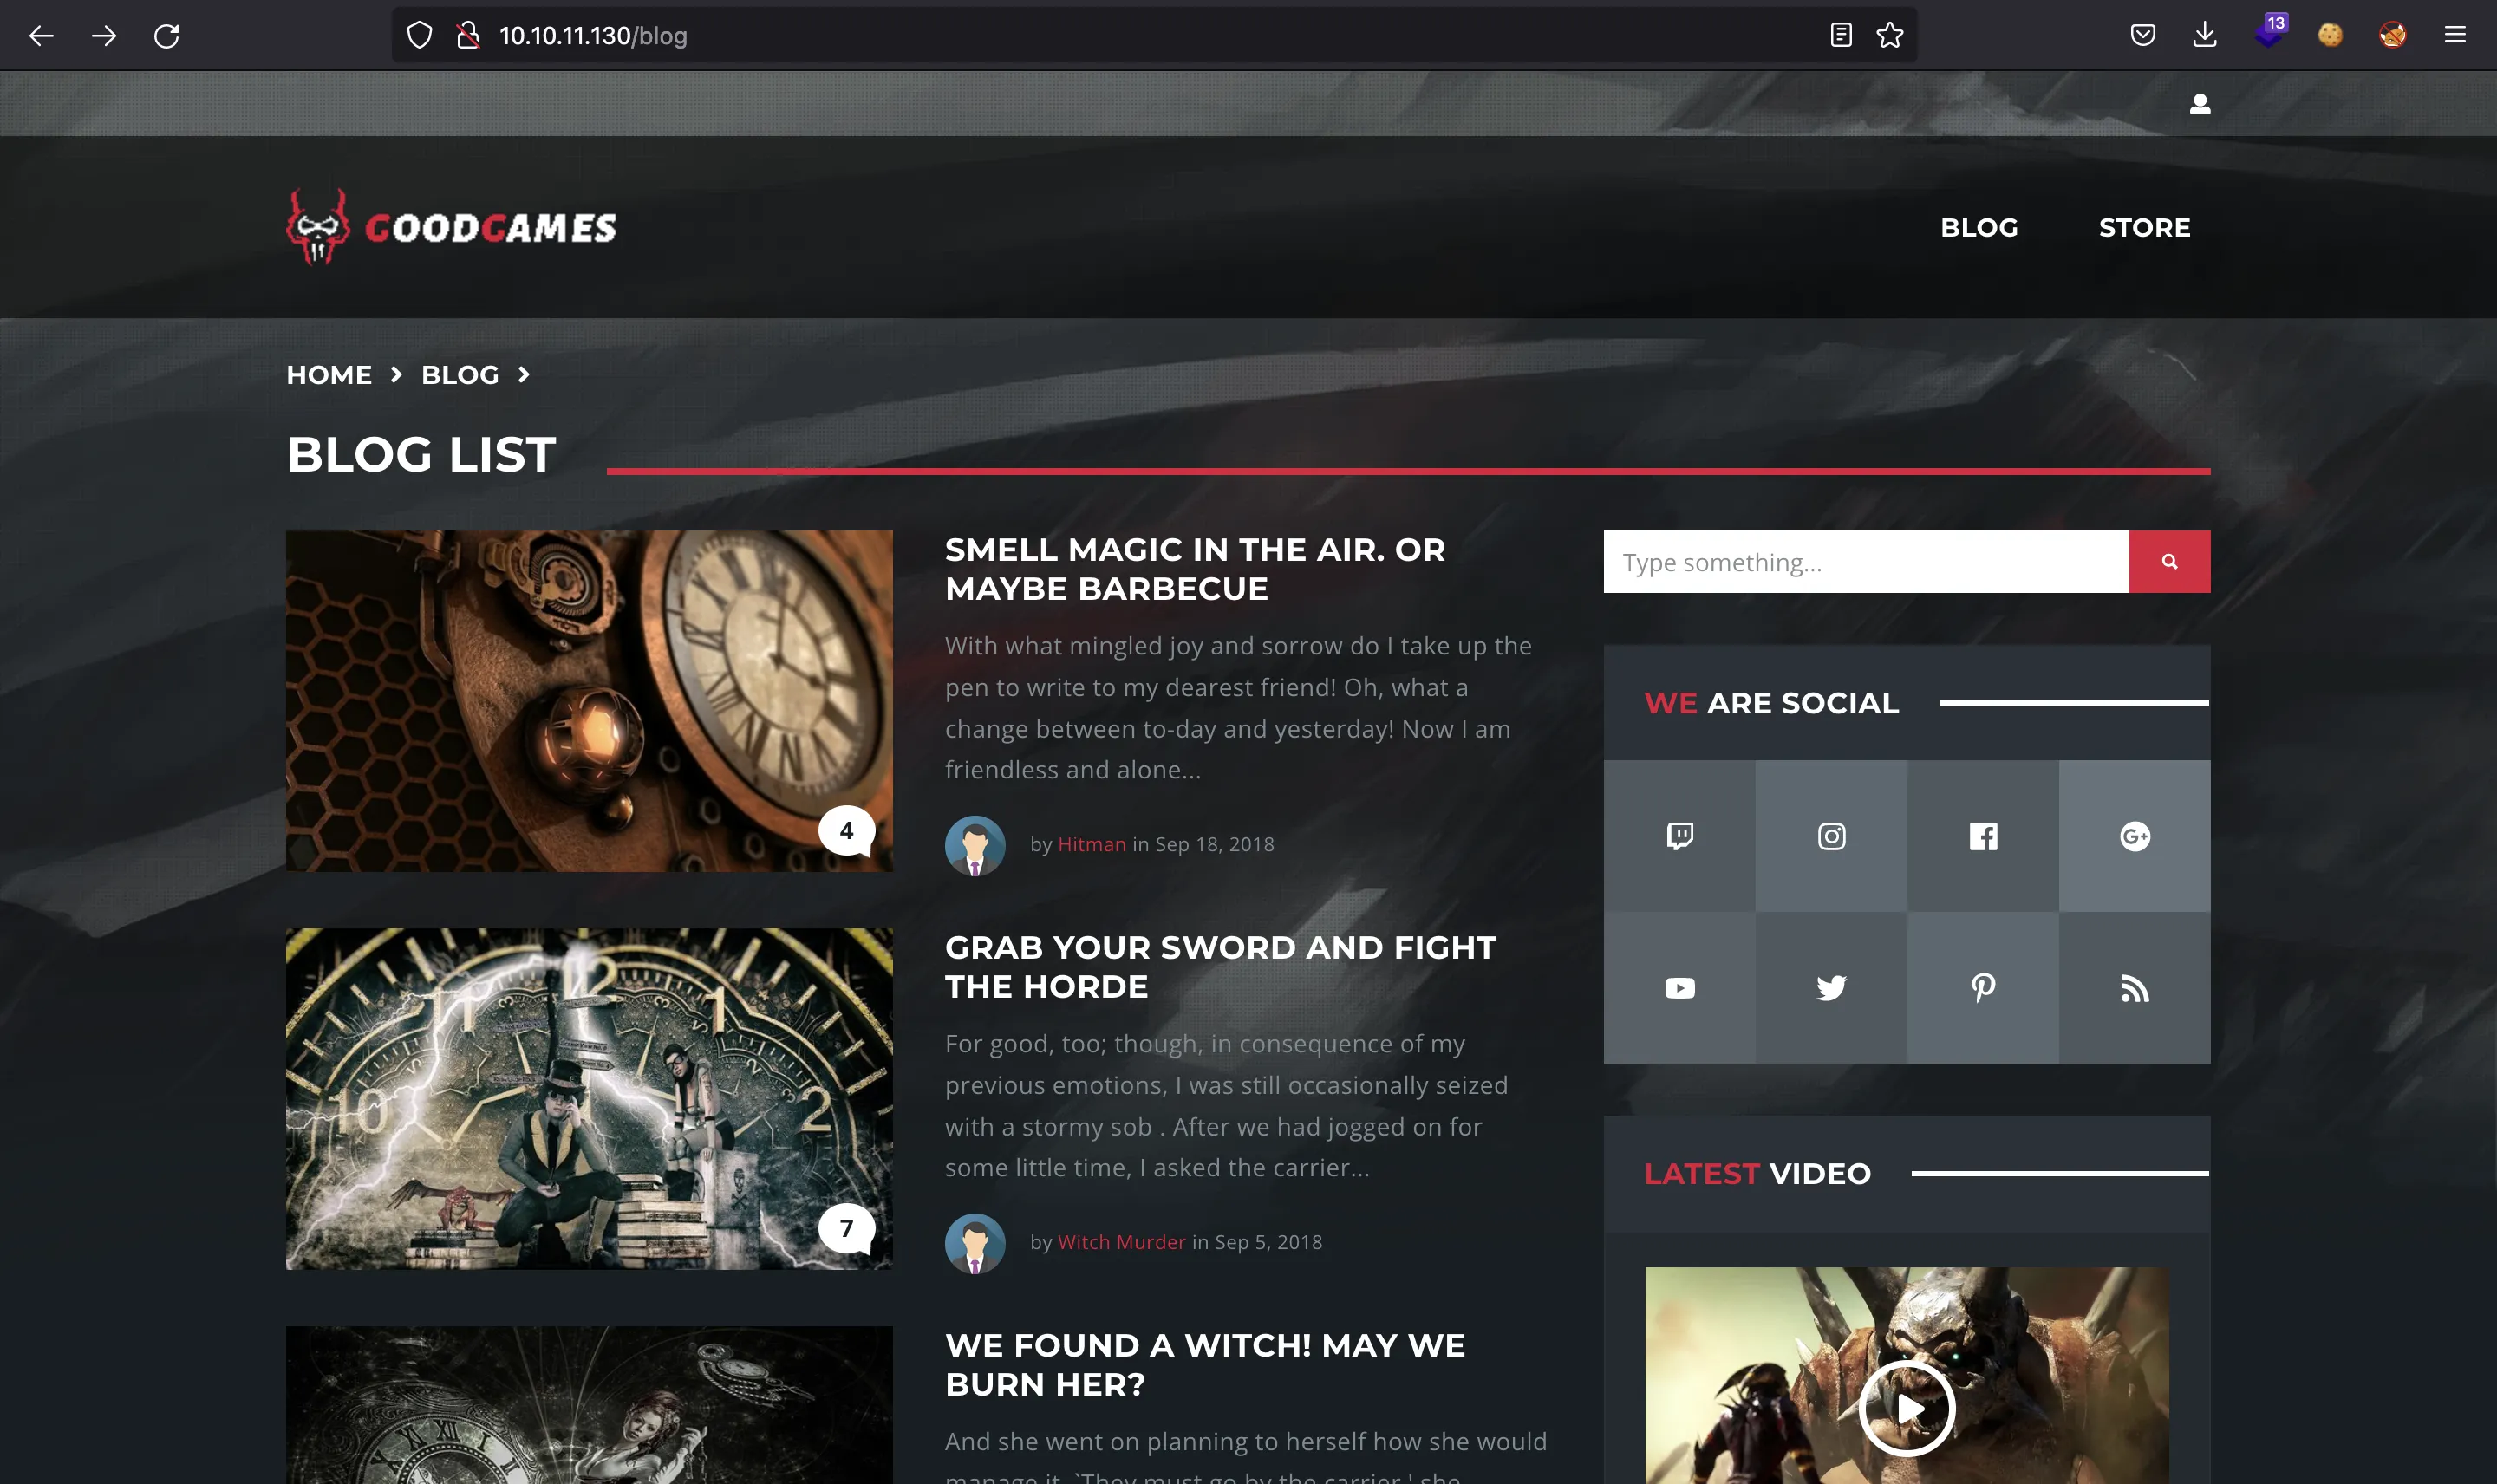 13
10.10.11.130/blog
GOODGAMES
BLOG STORE
HOME > BLOG >
BLOG LIST
SMELL MAGIC IN THE AIR. OR
MAYBE BARBECUE
With what mingled joy and sorrow do I take up the
pen to write to my dearest friend! Oh, what a
change between to-day and yesterday! Now I am
friendless and alone...
4
by Hitman in Sep 18, 2018
GRAB YOUR SWORD AND FIGHT
THE HORDE
For good, too; though, in consequence of my
previous emotions, I was still occasionally seized
with a stormy sob . After we had jogged on for
some little time, I asked the carrier...
12
1
10
2
7
by Witch Murder in Sep 5, 2018
WE FOUND A WITCH! MAY WE
BURN HER?
And she went on planning to herself how she would
manage it. `They must go by the carrier,' she
Type something...
WE ARE SOCIAL
G+
LATEST VIDEO